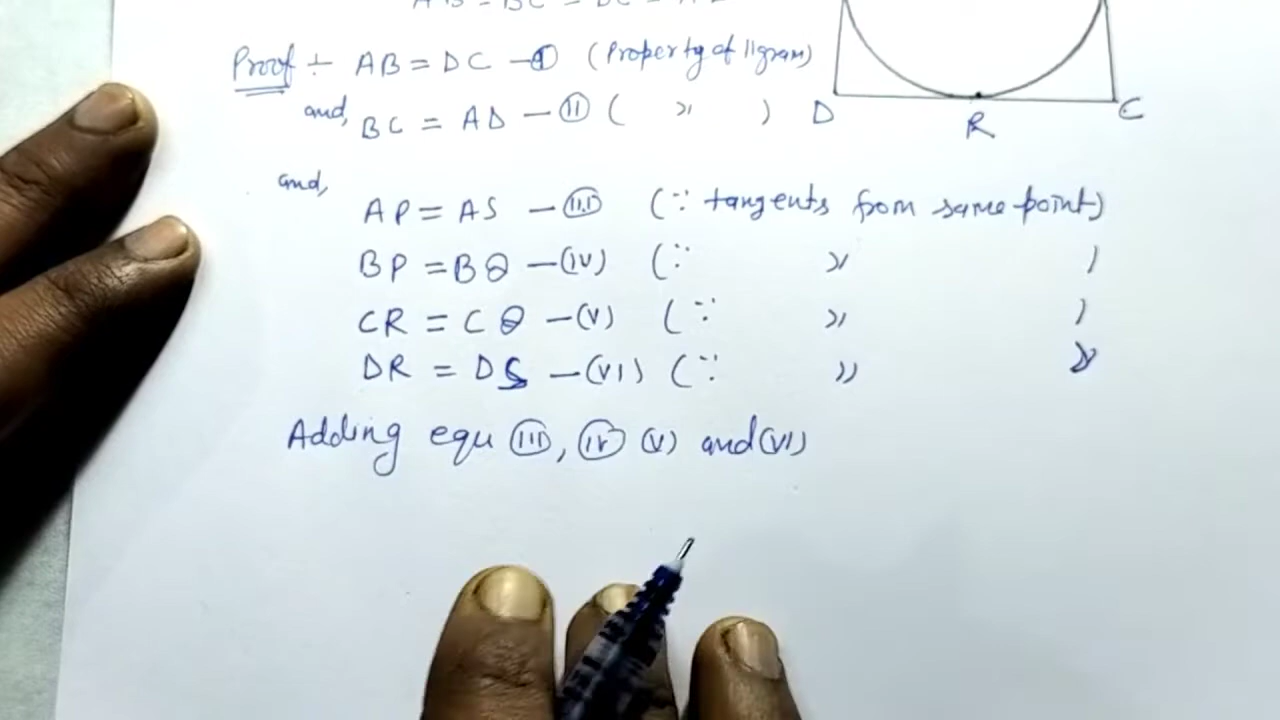 Proof ÷ AB = DC — (I) (Property of ||gram)
and, BC = AD — (II) ( " )
D
R
C
and,
AP = AS — (III) (∵ tangents from same point)
BP = BQ — (IV) (∵ " )
CR = CQ — (V) (∵ " )
DR = DS — (VI) (∵ " )
Adding equ (III), (IV) (V) and (VI)